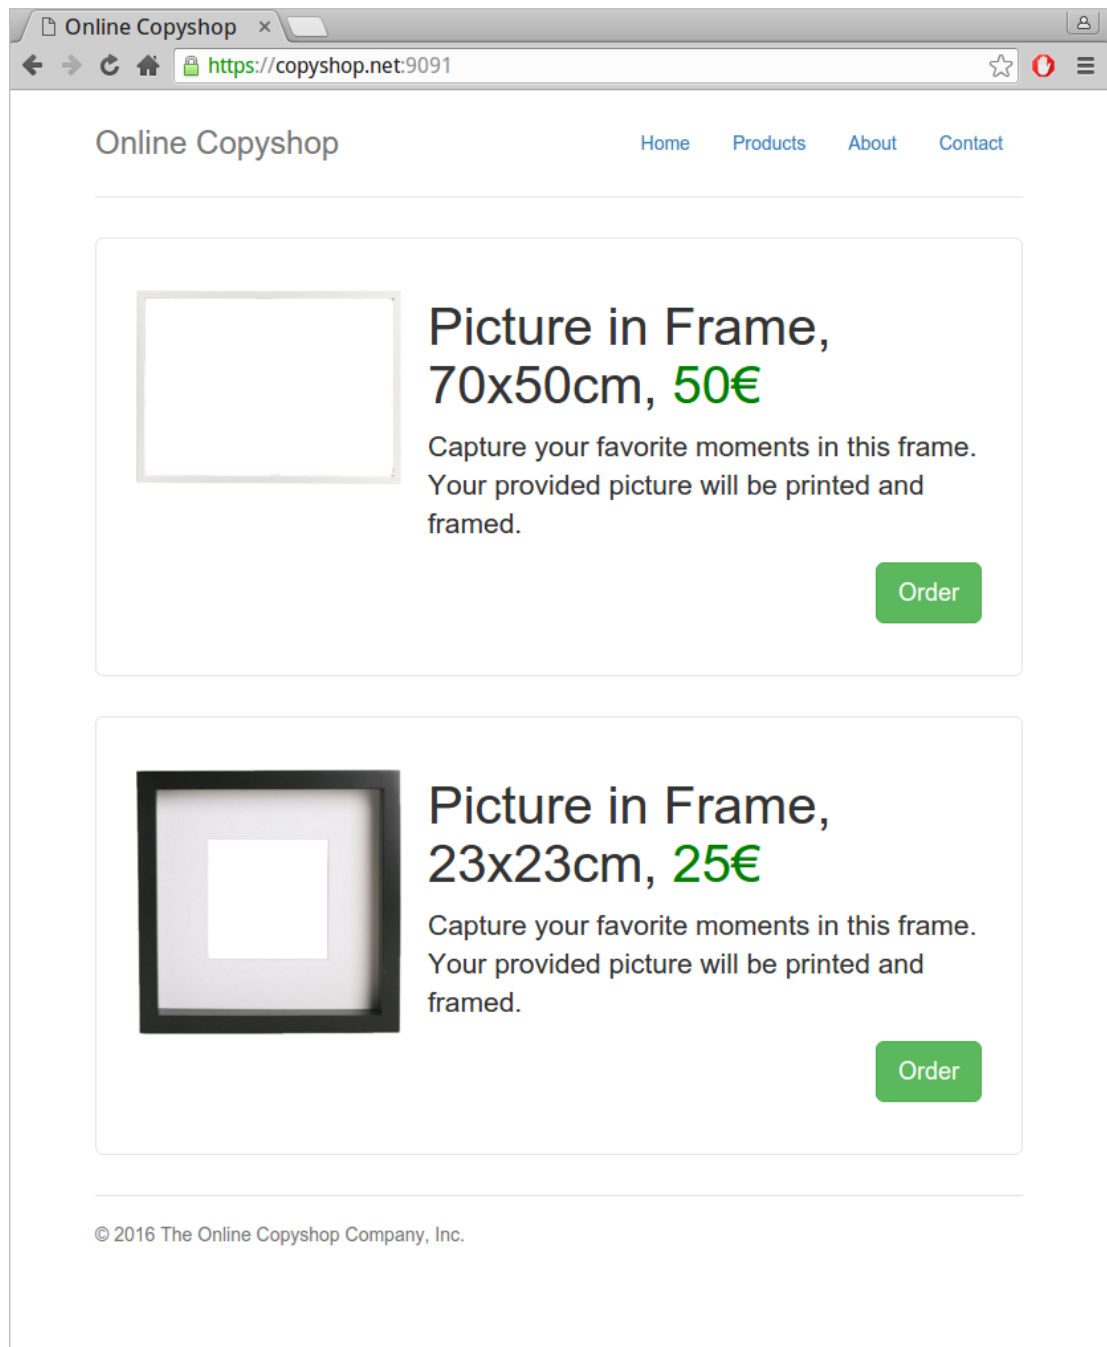 Online Copyshop
https://copyshop.net:9091
Online Copyshop
Home Products About Contact
Picture in Frame,
70x50cm, 50€
Capture your favorite moments in this frame.
Your provided picture will be printed and
framed.
Order
Picture in Frame,
23x23cm, 25€
Capture your favorite moments in this frame.
Your provided picture will be printed and
framed.
Order
© 2016 The Online Copyshop Company, Inc.